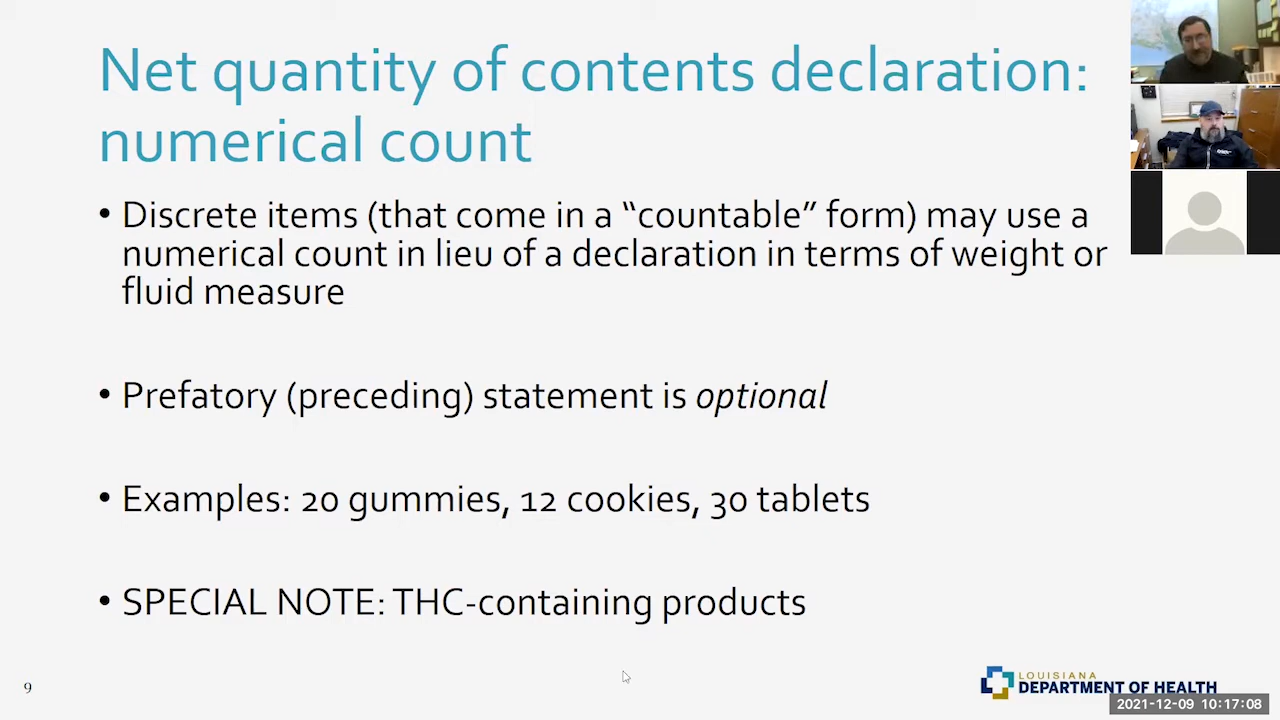 Net quantity of contents declaration:
numerical count
• Discrete items (that come in a “countable” form) may use a
numerical count in lieu of a declaration in terms of weight or
fluid measure
• Prefatory (preceding) statement is optional
• Examples: 20 gummies, 12 cookies, 30 tablets
• SPECIAL NOTE: THC-containing products
9
LOUISIANA
DEPARTMENT OF HEALTH
2021-12-09 10:17:08